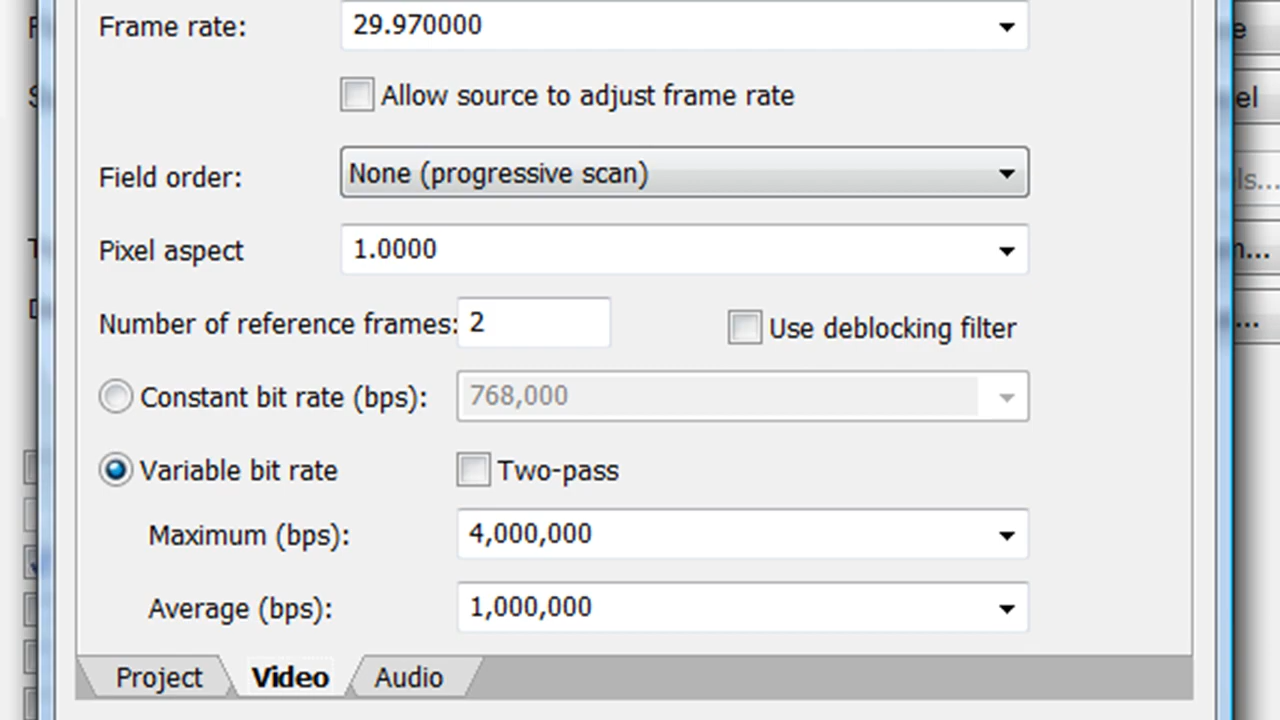 Frame rate: 29.970000
Allow source to adjust frame rate
Field order: None (progressive scan)
Pixel aspect 1.0000
Number of reference frames: 2 Use deblocking filter
Constant bit rate (bps): 768,000
Variable bit rate Two-pass
Maximum (bps): 4,000,000
Average (bps): 1,000,000
Project Video Audio